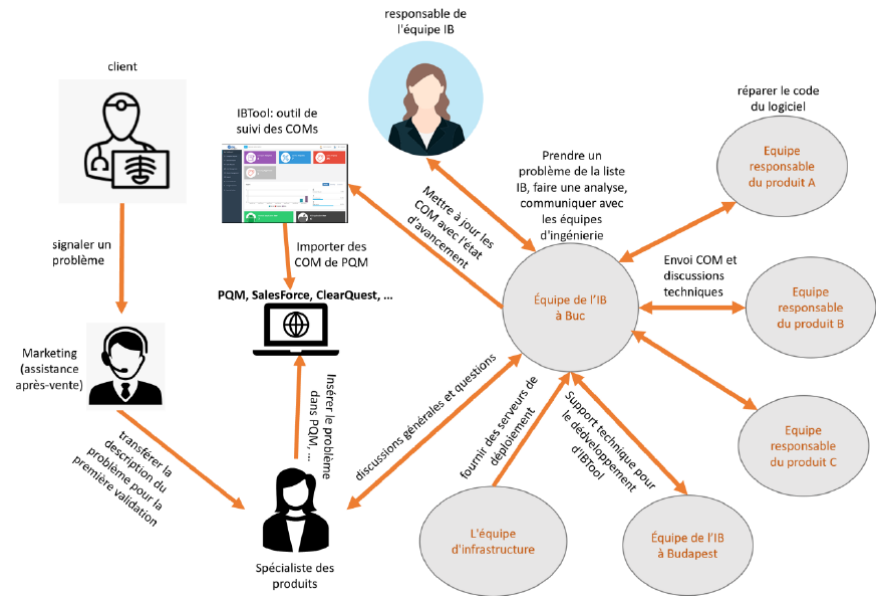 responsable de
l'équipe IB
client
IBTool: outil de
suivi des COMs
réparer le code
du logiciel
Equipe
responsable
du produit A
Prendre un
problème de la liste
IB, faire une analyse,
communiquer avec
les équipes
d'ingénierie
Mettre à jour les
COM avec l'état
d'avancement
signaler un
problème
Importer des
COM de PQM
Envoi COM et
discussions
techniques
PQM, SalesForce, ClearQuest, ...
Équipe de l'IB
à Buc
Equipe
responsable
du produit B
Marketing
(assistance
après-vente)
Insérer le problème
dans PQM, ...
discussions générales et questions
fournir des serveurs de
déploiement
Support technique pour
le dédveloppement
d'IBTool
Equipe
responsable
du produit C
transférer la
description du
problème pour la
première validation
L'équipe
d'infrastructure
Équipe de l'IB
à Budapest
Spécialiste des
produits